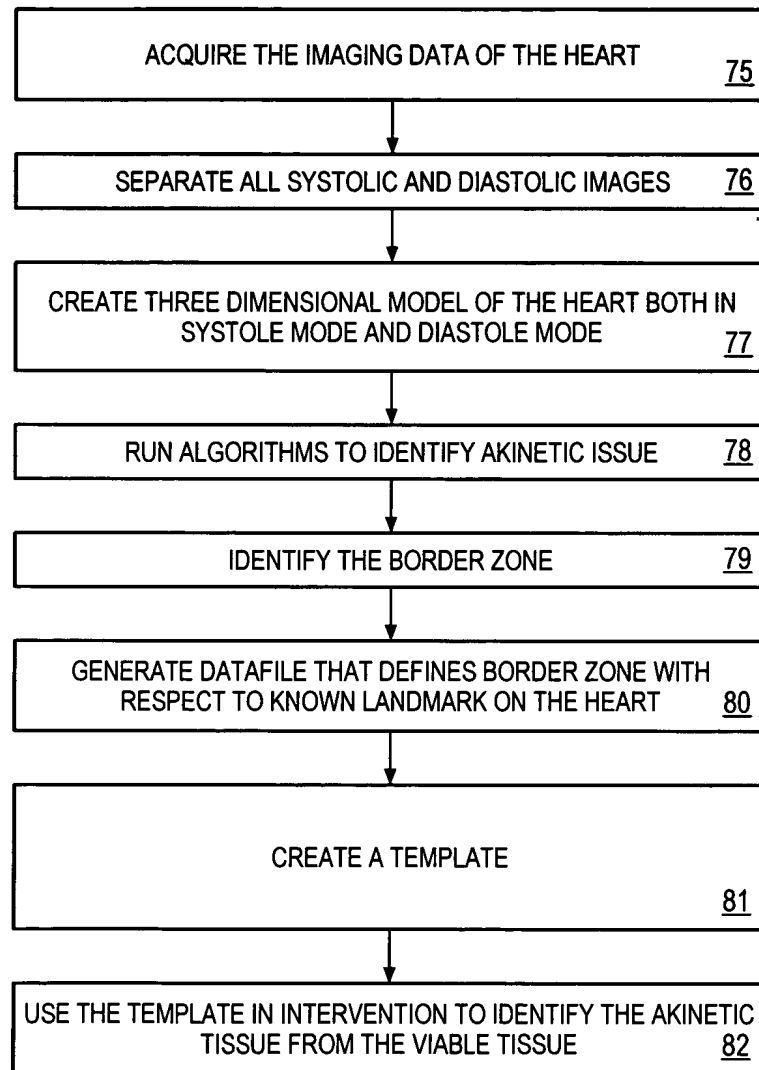 ACQUIRE THE IMAGING DATA OF THE HEART
75
SEPARATE ALL SYSTOLIC AND DIASTOLIC IMAGES
76
CREATE THREE DIMENSIONAL MODEL OF THE HEART BOTH IN
SYSTOLE MODE AND DIASTOLE MODE
77
RUN ALGORITHMS TO IDENTIFY AKINETIC ISSUE
78
IDENTIFY THE BORDER ZONE
79
GENERATE DATAFILE THAT DEFINES BORDER ZONE WITH
RESPECT TO KNOWN LANDMARK ON THE HEART
80
CREATE A TEMPLATE
81
USE THE TEMPLATE IN INTERVENTION TO IDENTIFY THE AKINETIC
TISSUE FROM THE VIABLE TISSUE
82